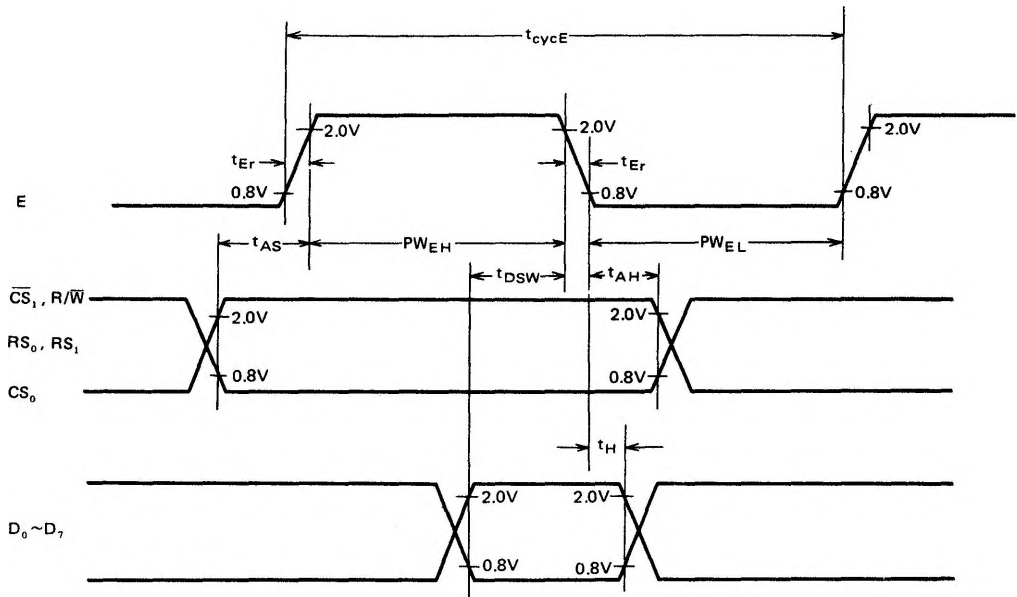 t_cycE
2.0V 2.0V 2.0V
t_Er t_Er
0.8V 0.8V 0.8V
E
t_AS PW_EH PW_EL
t_DSW t_AH
C̅S̅₁, R/W̅
2.0V 2.0V
RS₀, RS₁
0.8V 0.8V
CS₀
t_H
2.0V 2.0V
D₀~D₇
0.8V 0.8V